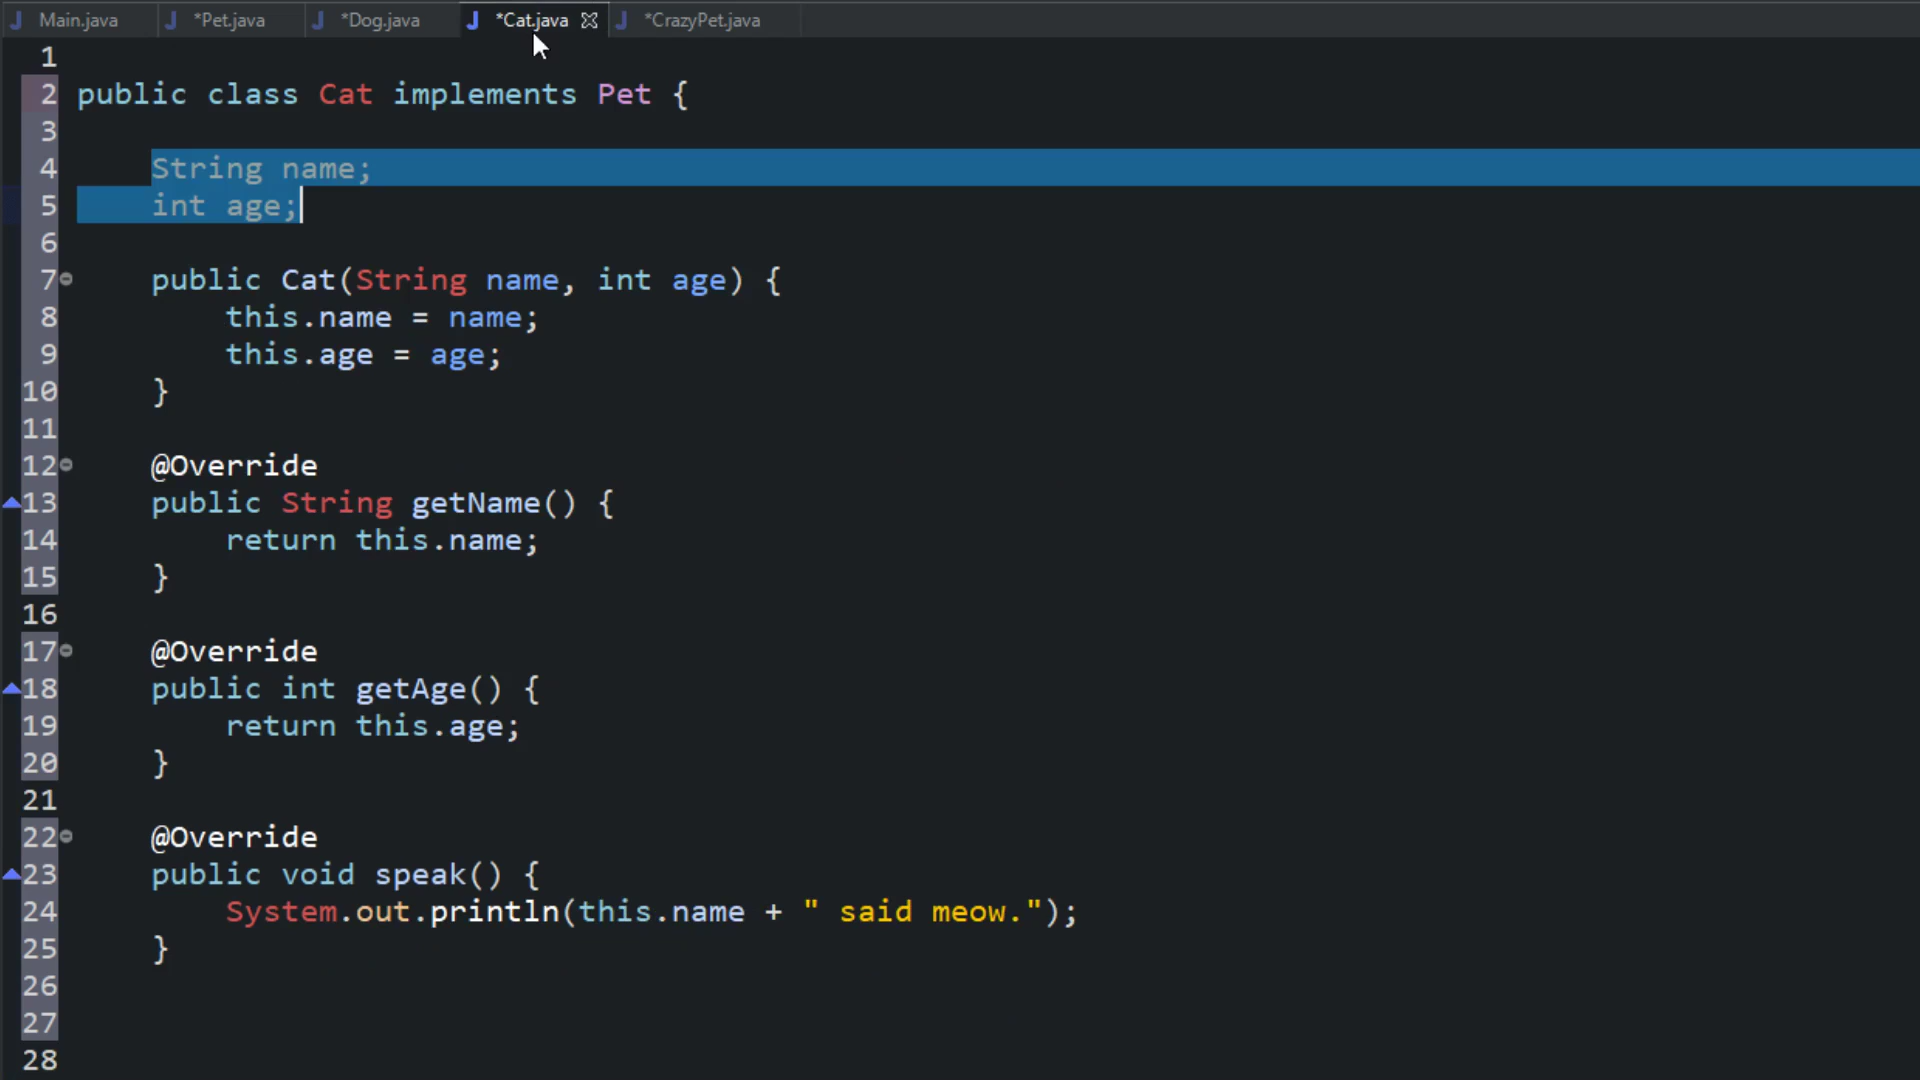 Main.java *Pet.java *Dog.java *Cat.java *CrazyPet.java
1
2 public class Cat implements Pet {
3
4 String name;
5 int age;
6
7 public Cat(String name, int age) {
8 this.name = name;
9 this.age = age;
10 }
11
12 @Override
13 public String getName() {
14 return this.name;
15 }
16
17 @Override
18 public int getAge() {
19 return this.age;
20 }
21
22 @Override
23 public void speak() {
24 System.out.println(this.name + " said meow.");
25 }
26
27
28